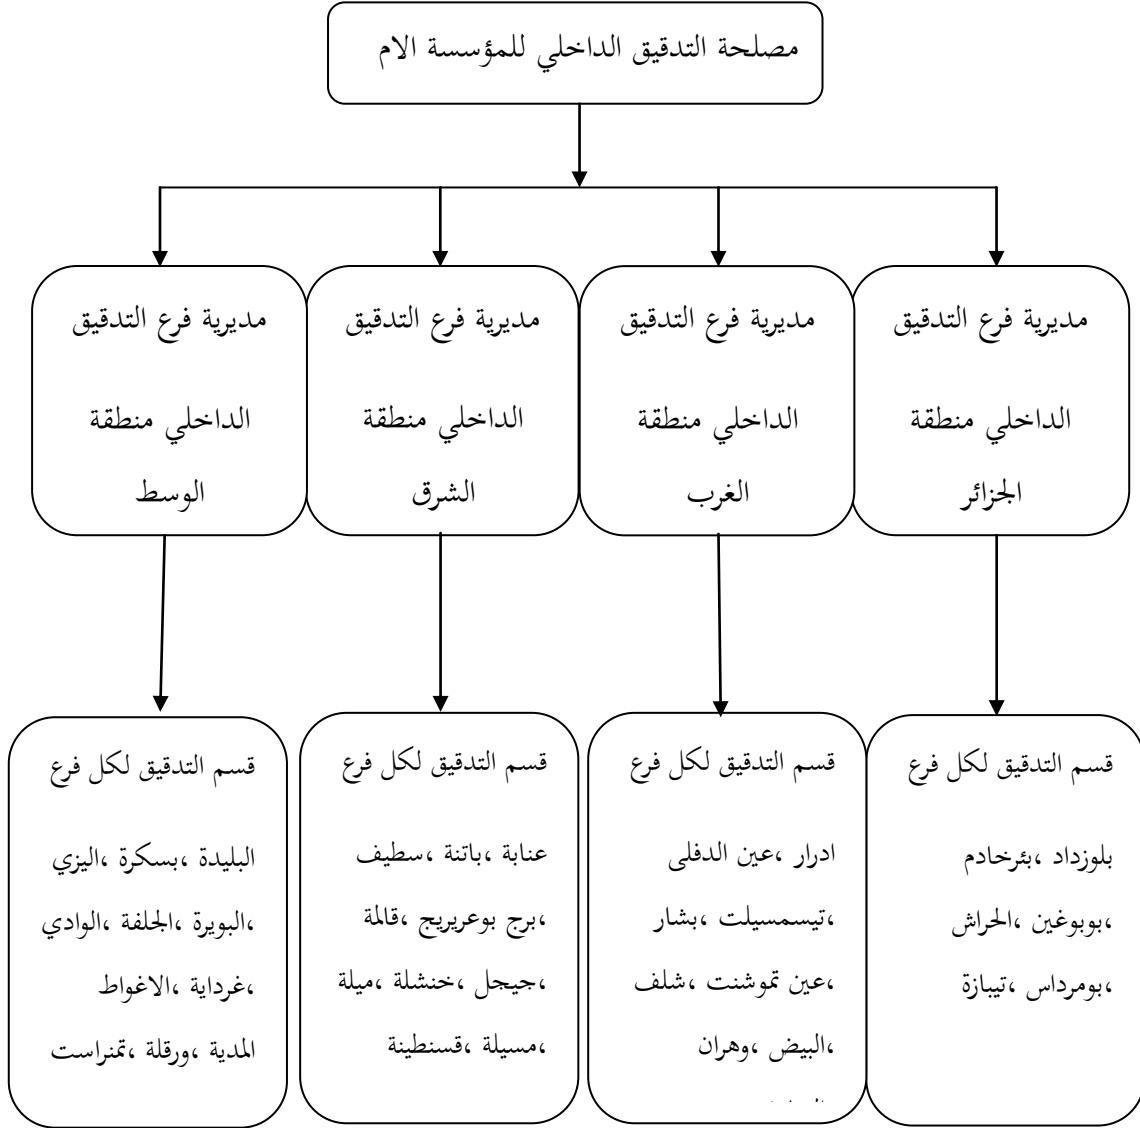 مصلحة التدقيق الداخلي للمؤسسة الام
مديرية فرع التدقيق
الداخلي منطقة
الجزائر
مديرية فرع التدقيق
الداخلي منطقة
الغرب
مديرية فرع التدقيق
الداخلي منطقة
الشرق
مديرية فرع التدقيق
الداخلي منطقة
الوسط
قسم التدقيق لكل فرع
بلوزداد ،بئرخادم
،بوبوغين ،الحراش
،بومرداس ،تيبازة
قسم التدقيق لكل فرع
ادرار ،عين الدفلى
،تيسمسيلت ،بشار
،عين تموشنت ،شلف
،البيض ،وهران
قسم التدقيق لكل فرع
عنابة ،باتنة ،سطيف
،برج بوعريريج ،قالمة
،جيجل ،خنشلة ،ميلة
،مسيلة ،قسنطينة
قسم التدقيق لكل فرع
البليدة ،بسكرة ،اليزي
،البويرة ،الجلفة ،الوادي
،غرداية ،الاغواط
المدية ،ورقلة ،تمنراست